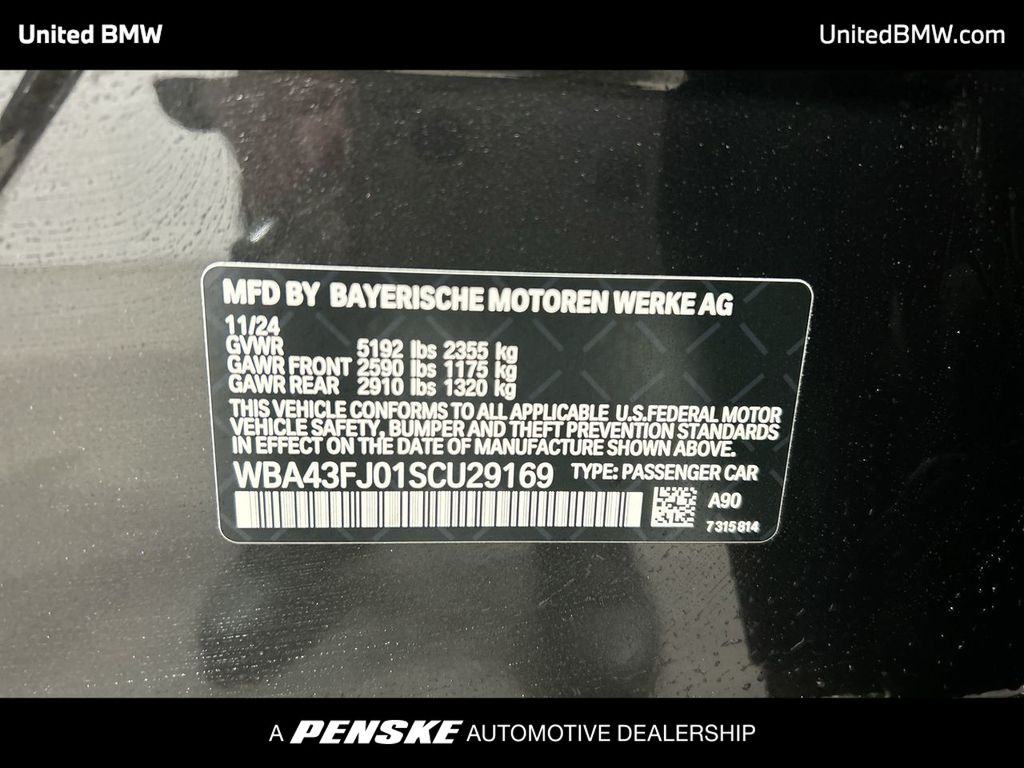 United BMW
UnitedBMW.com
MFD BY BAYERISCHE MOTOREN WERKE AG
11/24
GVWR 5192 lbs 2355 kg
GAWR FRONT 2590 lbs 1175 kg
GAWR REAR 2910 lbs 1320 kg
THIS VEHICLE CONFORMS TO ALL APPLICABLE U.S.FEDERAL MOTOR
VEHICLE SAFETY, BUMPER AND THEFT PREVENTION STANDARDS
IN EFFECT ON THE DATE OF MANUFACTURE SHOWN ABOVE.
WBA43FJ01SCU29169 TYPE: PASSENGER CAR
A90
7315814
A PENSKE AUTOMOTIVE DEALERSHIP